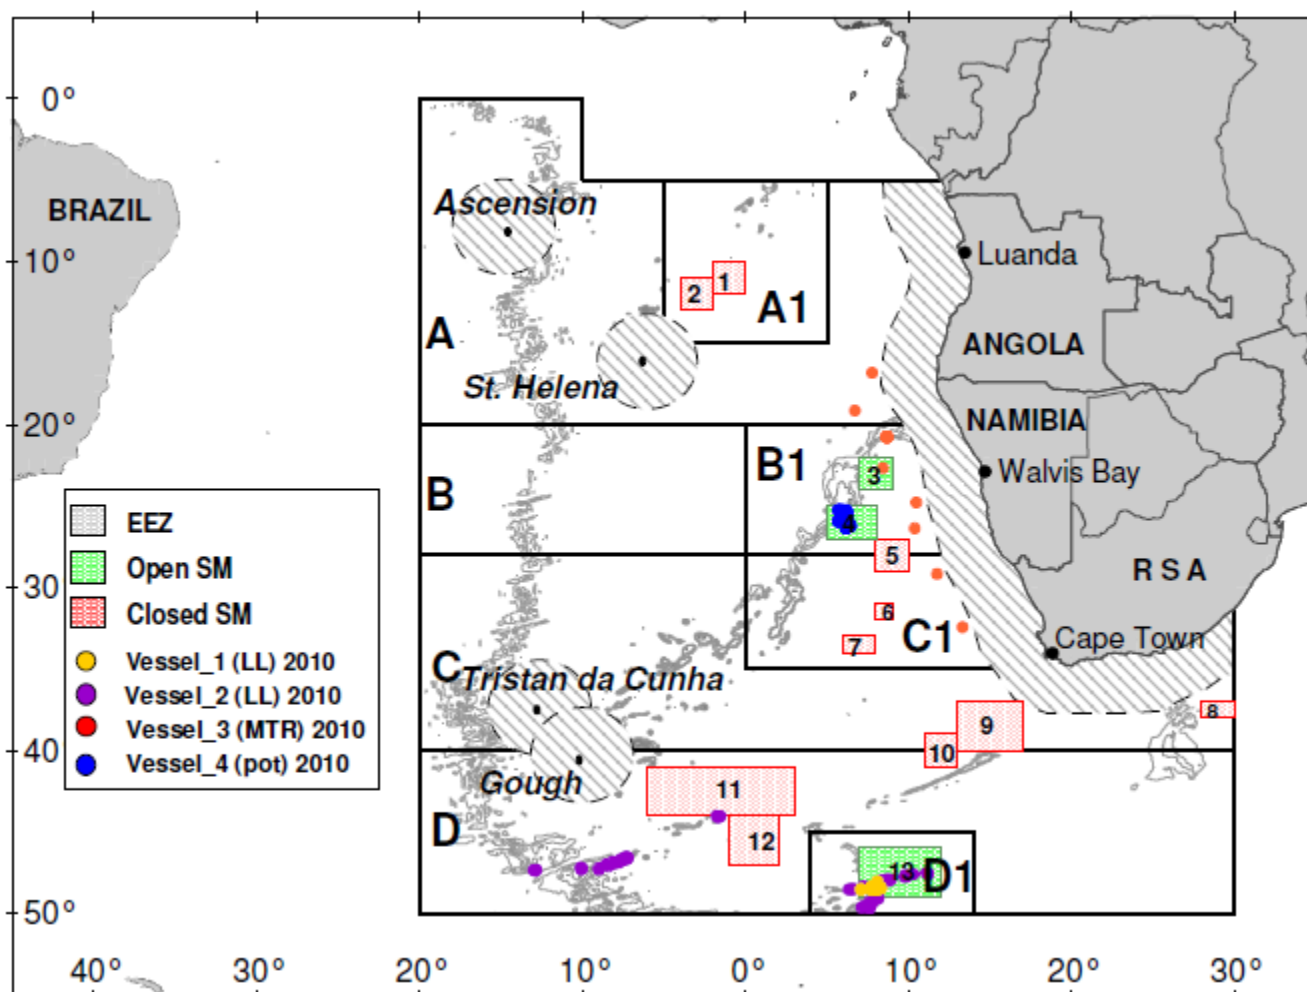 0°
BRAZIL
Ascension
Luanda
10°
1
2
A1
A
ANGOLA
St. Helena
20°
NAMIBIA
B1
3
Walvis Bay
B
EEZ
4
Open SM
5
30°
RSA
Closed SM
6
C1
7
Cape Town
Vessel_1 (LL) 2010
C
Tristan da Cunha
Vessel_2 (LL) 2010
8
9
Vessel_3 (MTR) 2010
40°
10
Vessel_4 (pot) 2010
Gough
11
D
12
13
D1
50°
40° 30° 20° 10° 0° 10° 20° 30°